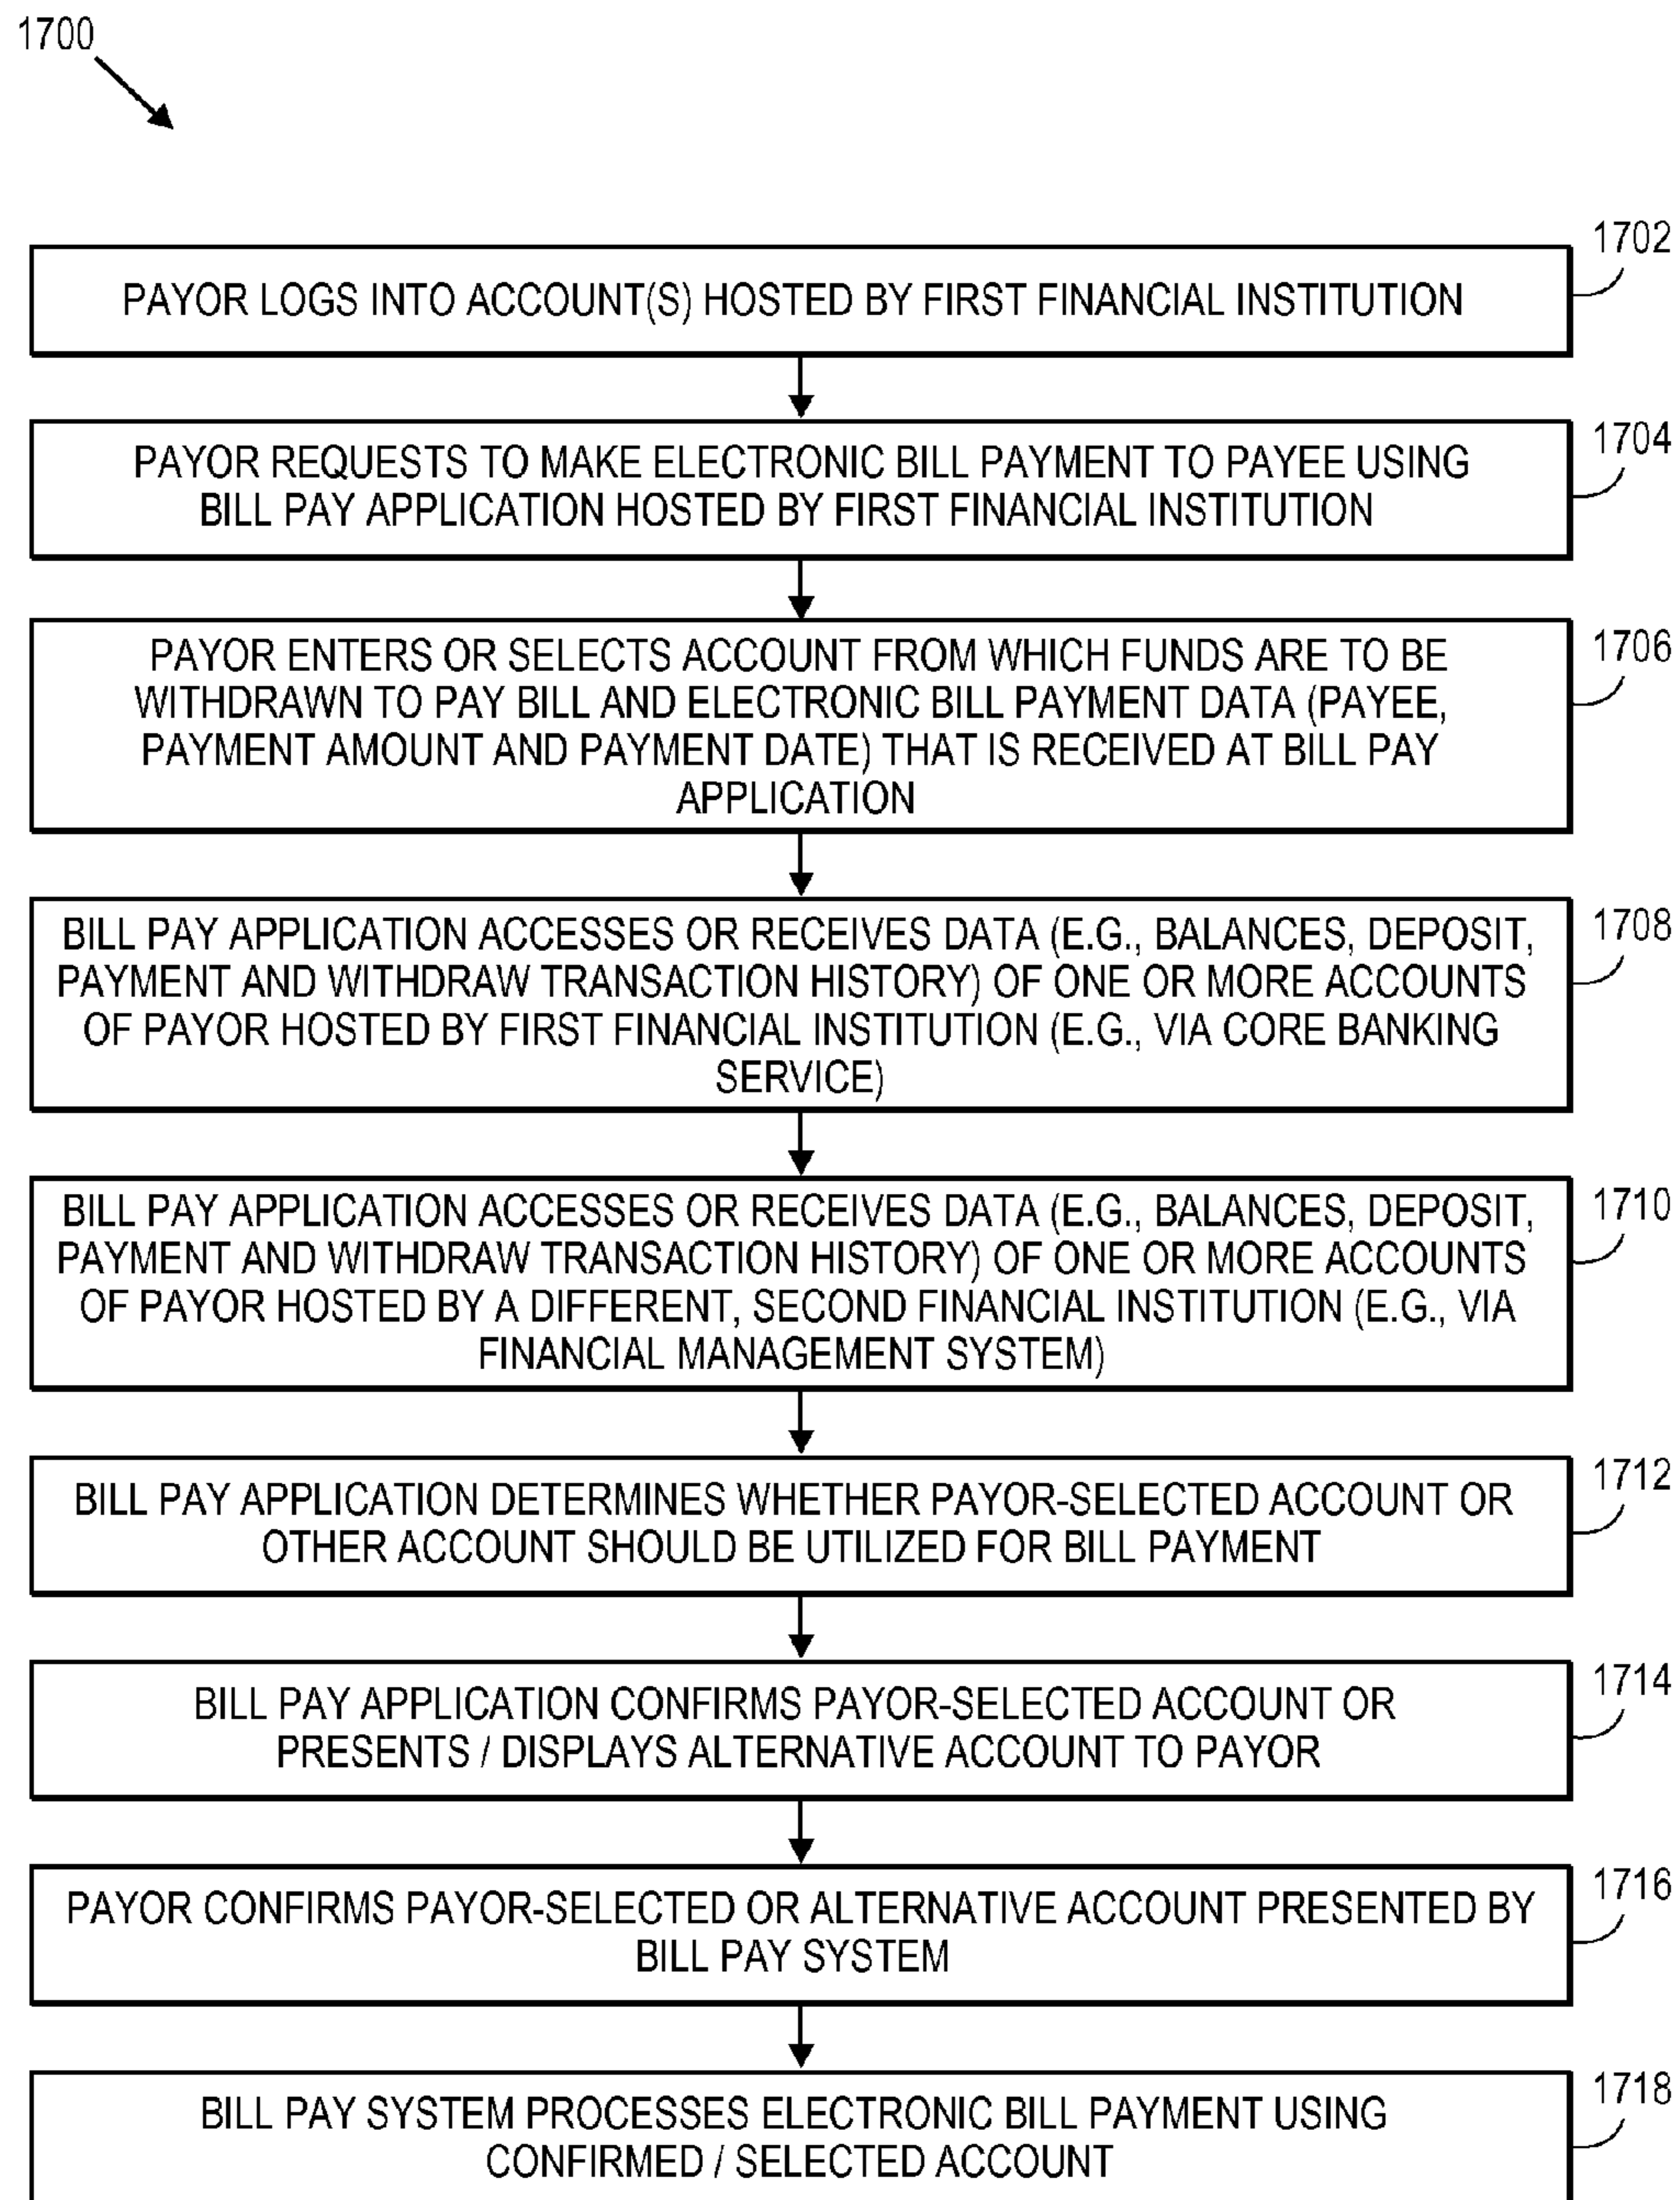 1700
1702
PAYOR LOGS INTO ACCOUNT(S) HOSTED BY FIRST FINANCIAL INSTITUTION
1704
PAYOR REQUESTS TO MAKE ELECTRONIC BILL PAYMENT TO PAYEE USING
BILL PAY APPLICATION HOSTED BY FIRST FINANCIAL INSTITUTION
1706
PAYOR ENTERS OR SELECTS ACCOUNT FROM WHICH FUNDS ARE TO BE
WITHDRAWN TO PAY BILL AND ELECTRONIC BILL PAYMENT DATA (PAYEE,
PAYMENT AMOUNT AND PAYMENT DATE) THAT IS RECEIVED AT BILL PAY
APPLICATION
1708
BILL PAY APPLICATION ACCESSES OR RECEIVES DATA (E.G., BALANCES, DEPOSIT,
PAYMENT AND WITHDRAW TRANSACTION HISTORY) OF ONE OR MORE ACCOUNTS
OF PAYOR HOSTED BY FIRST FINANCIAL INSTITUTION (E.G., VIA CORE BANKING
SERVICE)
1710
BILL PAY APPLICATION ACCESSES OR RECEIVES DATA (E.G., BALANCES, DEPOSIT,
PAYMENT AND WITHDRAW TRANSACTION HISTORY) OF ONE OR MORE ACCOUNTS
OF PAYOR HOSTED BY A DIFFERENT, SECOND FINANCIAL INSTITUTION (E.G., VIA
FINANCIAL MANAGEMENT SYSTEM)
1712
BILL PAY APPLICATION DETERMINES WHETHER PAYOR-SELECTED ACCOUNT OR
OTHER ACCOUNT SHOULD BE UTILIZED FOR BILL PAYMENT
1714
BILL PAY APPLICATION CONFIRMS PAYOR-SELECTED ACCOUNT OR
PRESENTS / DISPLAYS ALTERNATIVE ACCOUNT TO PAYOR
1716
PAYOR CONFIRMS PAYOR-SELECTED OR ALTERNATIVE ACCOUNT PRESENTED BY
BILL PAY SYSTEM
1718
BILL PAY SYSTEM PROCESSES ELECTRONIC BILL PAYMENT USING
CONFIRMED / SELECTED ACCOUNT